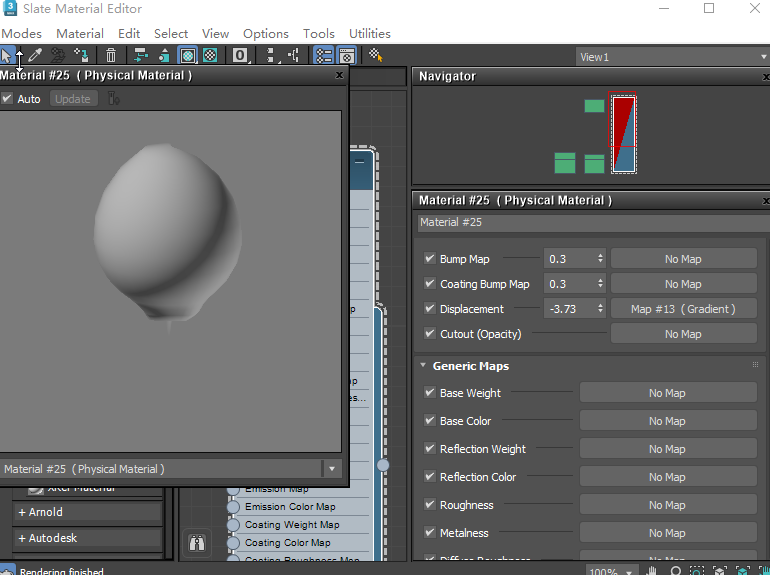 Slate Material Editor
Modes Material Edit Select View Options Tools Utilities
View1
Material #25 ( Physical Material )
Auto Update
Material #25 ( Physical Material )
XRef Material
+ Arnold
+ Autodesk
Emission Map
Emission Color Map
Coating Weight Map
Coating Color Map
Coating Roughness Map
Rendering finished
Navigator
Material #25 ( Physical Material )
Material #25
Bump Map 0.3 No Map
Coating Bump Map 0.3 No Map
Displacement -3.73 Map #13 ( Gradient )
Cutout (Opacity) No Map
Generic Maps
Base Weight No Map
Base Color No Map
Reflection Weight No Map
Reflection Color No Map
Roughness No Map
Metalness No Map
Diffuse Roughness No Map
100%